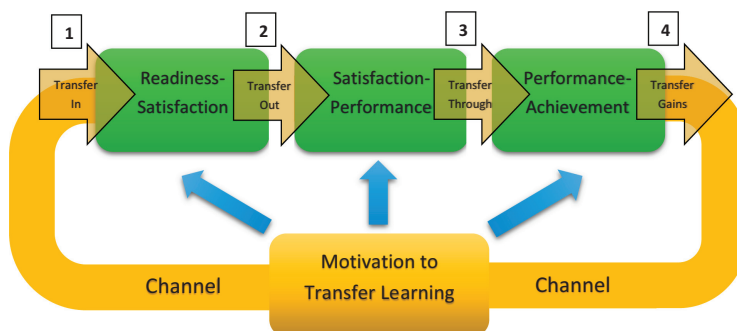 1
2
3
4
Transfer
In
Readiness-
Satisfaction
Transfer
Out
Satisfaction-
Performance
Transfer
Through
Performance-
Achievement
Transfer
Gains
Channel
Motivation to
Transfer Learning
Channel